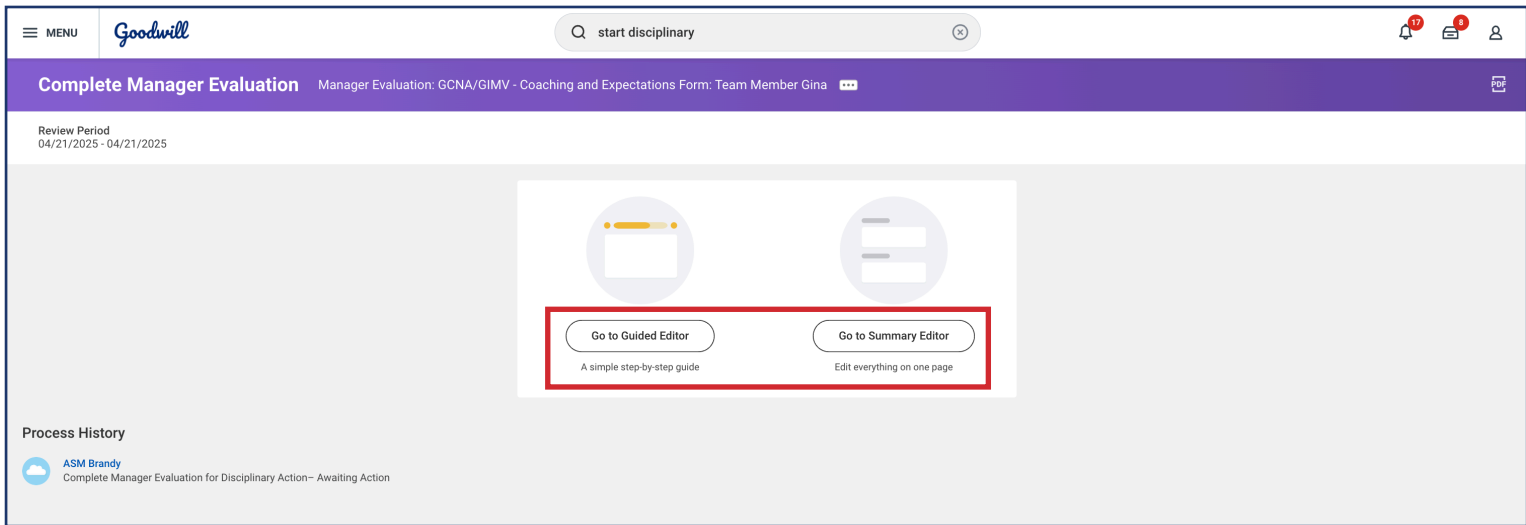 MENU
Goodwill
start disciplinary
17
8
Complete Manager Evaluation Manager Evaluation: GCNA/GIMV - Coaching and Expectations Form: Team Member Gina
PDF
Review Period
04/21/2025 - 04/21/2025
Go to Guided Editor
A simple step-by-step guide
Go to Summary Editor
Edit everything on one page
Process History
ASM Brandy
Complete Manager Evaluation for Disciplinary Action– Awaiting Action